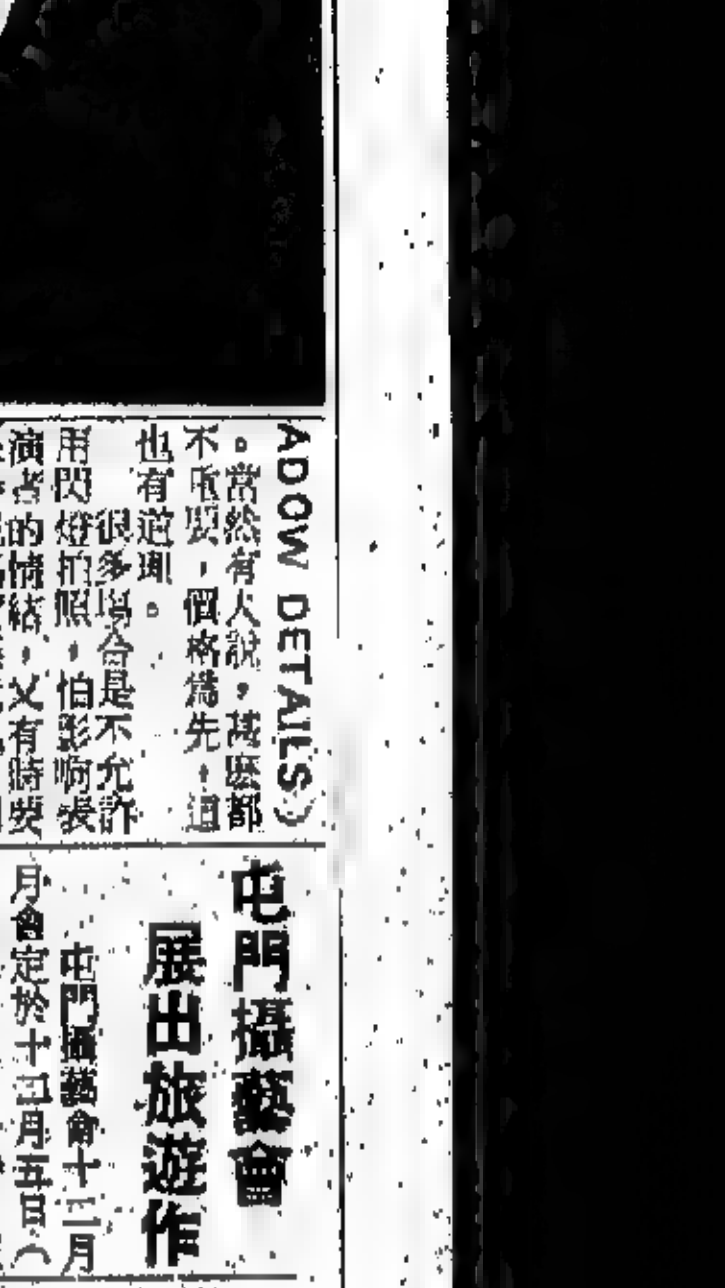 ADOW DETAILS)
。當然有人說，甚麽都
不重要，價格爲先，這
也有道理。
很多場合是不允許
用閃燈拍照，怕影响表
演者的情緒，又有時要
屯門攝藝會
展出旅遊作
屯門攝藝會十二月
月會定於十二月五日（